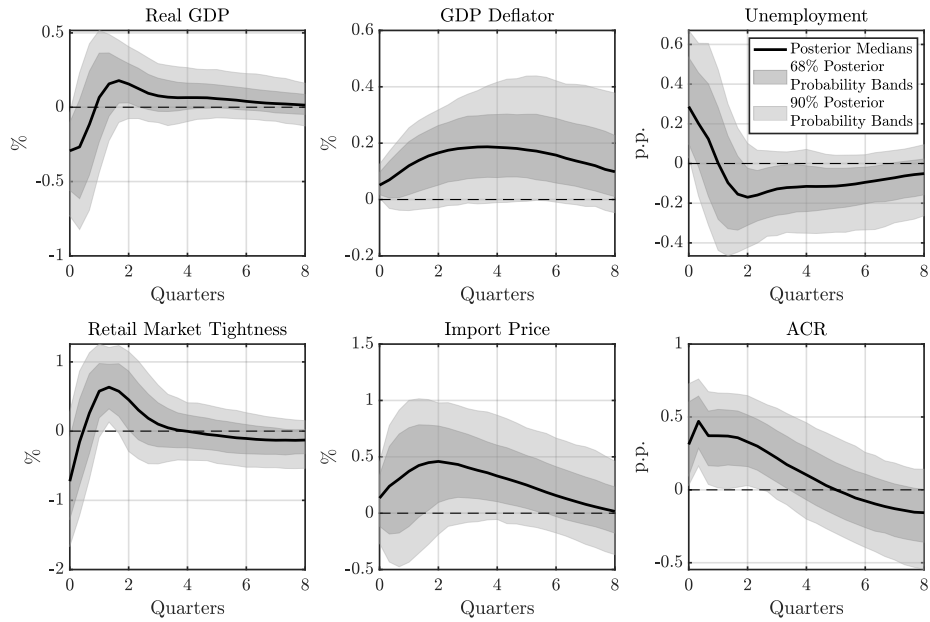 Real GDP
0.5
0
-0.5
-1
%
0 2 4 6 8
Quarters
GDP Deflator
0.6
0.4
0.2
0
0.2
%
0 2 4 6 8
Quarters
Unemployment
0.6
0.4
0.2
0
-0.2
-0.4
p.p.
Posterior Medians
68% Posterior
Probability Bands
90% Posterior
Probability Bands
0 2 4 6 8
Quarters
Retail Market Tightness
1
0
-1
-2
%
0 2 4 6 8
Quarters
Import Price
1.5
1
0.5
0
0.5
%
0 2 4 6 8
Quarters
ACR
1
0.5
0
-0.5
p.p.
0 2 4 6 8
Quarters